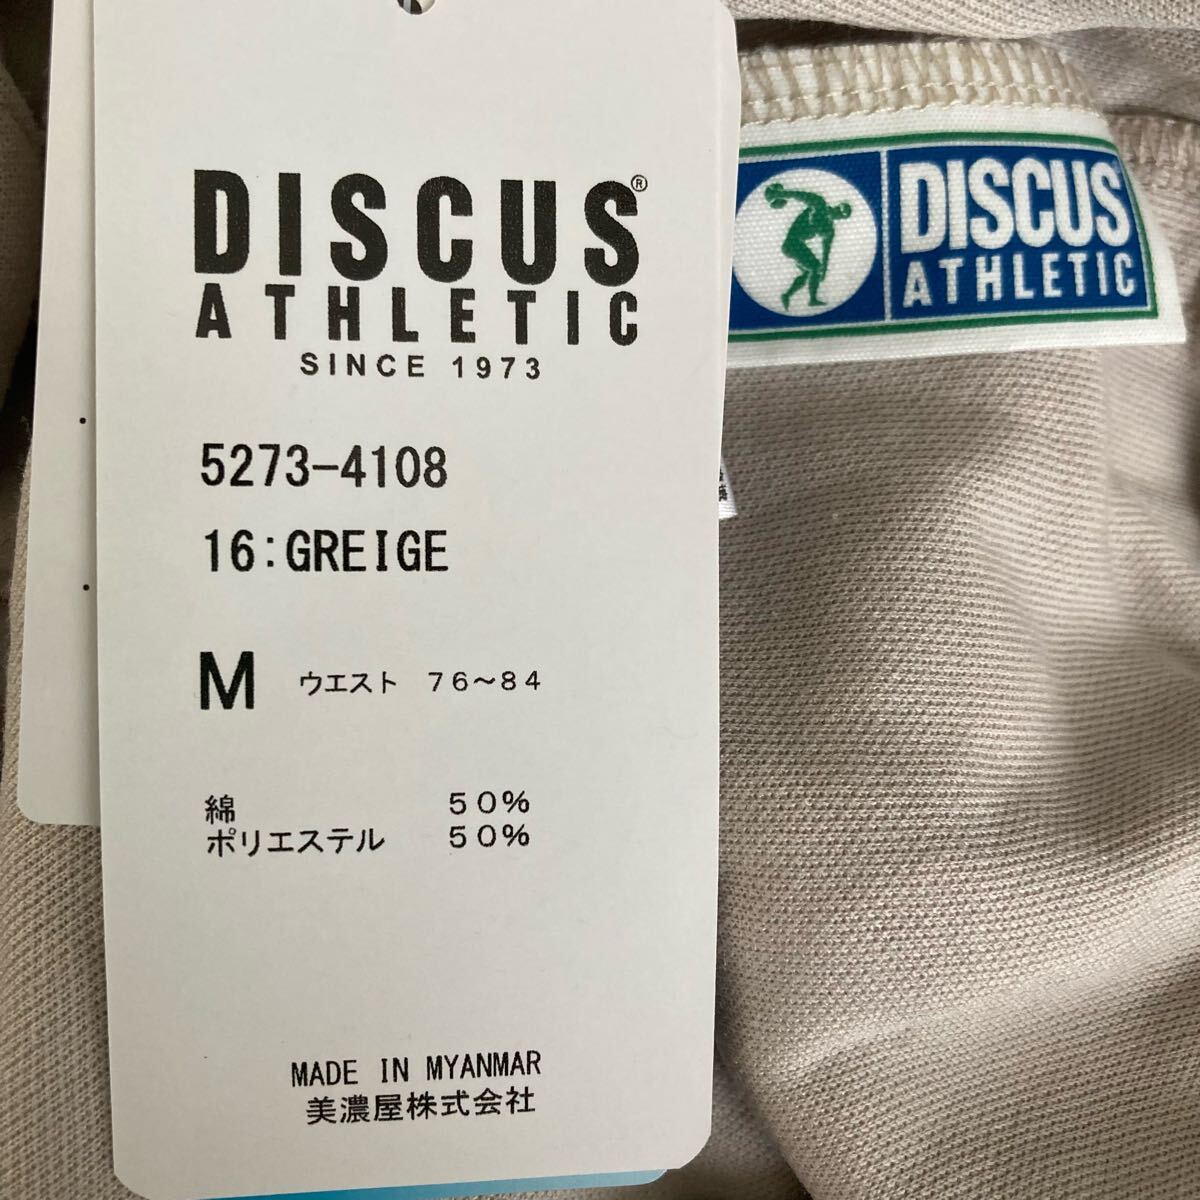 DISCUS®
ATHLETIC
SINCE 1973
5273-4108
16:GREIGE
M ウエスト 76～84
綿 50%
ポリエステル 50%
MADE IN MYANMAR
美濃屋株式会社
DISCUS
ATHLETIC